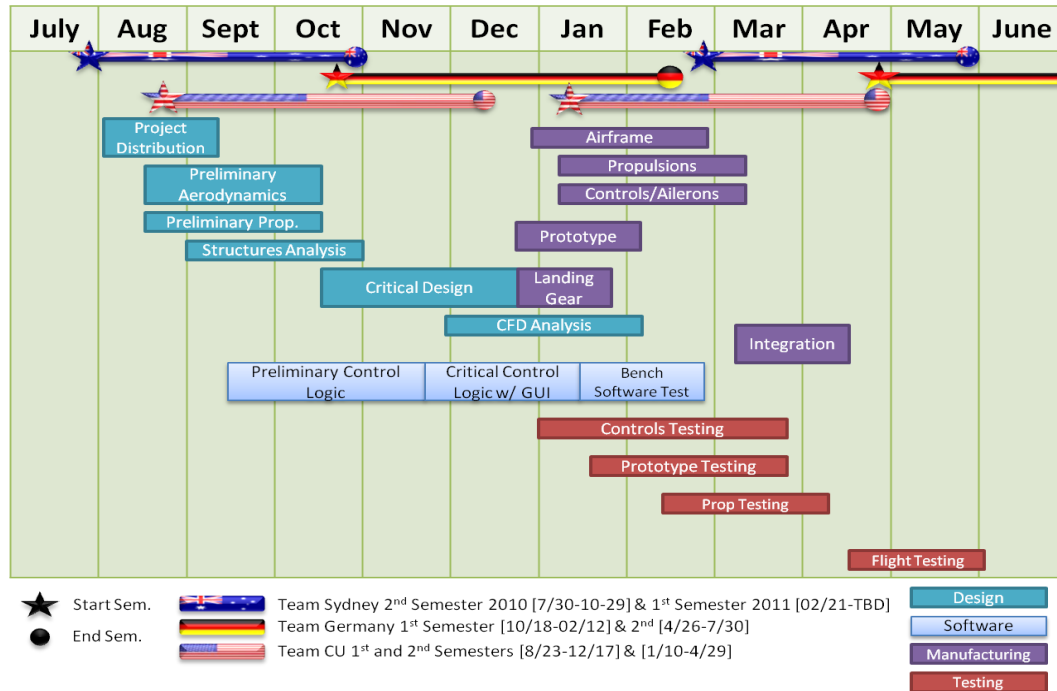 July Aug Sept Oct Nov Dec Jan Feb Mar Apr May June
Project
Distribution
Airframe
Propulsions
Preliminary
Aerodynamics
Controls/Ailerons
Preliminary Prop.
Structures Analysis
Prototype
Critical Design
Landing
Gear
CFD Analysis
Integration
Preliminary Control
Logic
Critical Control
Logic w/ GUI
Bench
Software Test
Controls Testing
Prototype Testing
Prop Testing
Flight Testing
Start Sem.
Team Sydney 2nd Semester 2010 [7/30-10-29] & 1st Semester 2011 [02/21-TBD]
Design
End Sem.
Team Germany 1st Semester [10/18-02/12] & 2nd [4/26-7/30]
Software
Team CU 1st and 2nd Semesters [8/23-12/17] & [1/10-4/29]
Manufacturing
Testing